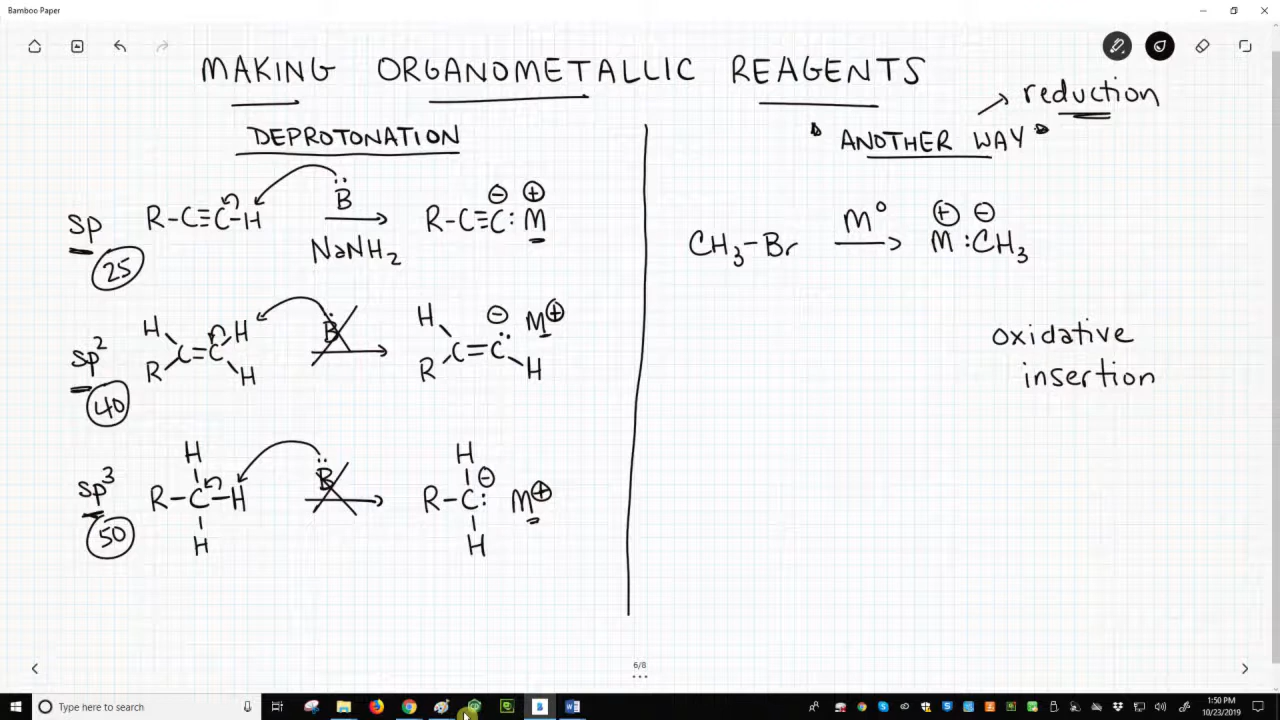 Bamboo Paper
MAKING ORGANOMETALLIC REAGENTS
DEPROTONATION
sp
25
R-C≡C-H
B̈
NaNH₂
R-C≡C: M
⊖ ⊕
sp²
40
H H
C=C
R H
B̈
H ⊖ M⊕
C=C̈
R H
sp³
50
H
R-C-H
H
B̈
H
⊖
R-C: M⊕
H
reduction
" ANOTHER WAY "
CH₃-Br
M⁰
⊕ ⊖
M :CH₃
oxidative
insertion
6/8
Type here to search
1:50 PM
10/23/2019